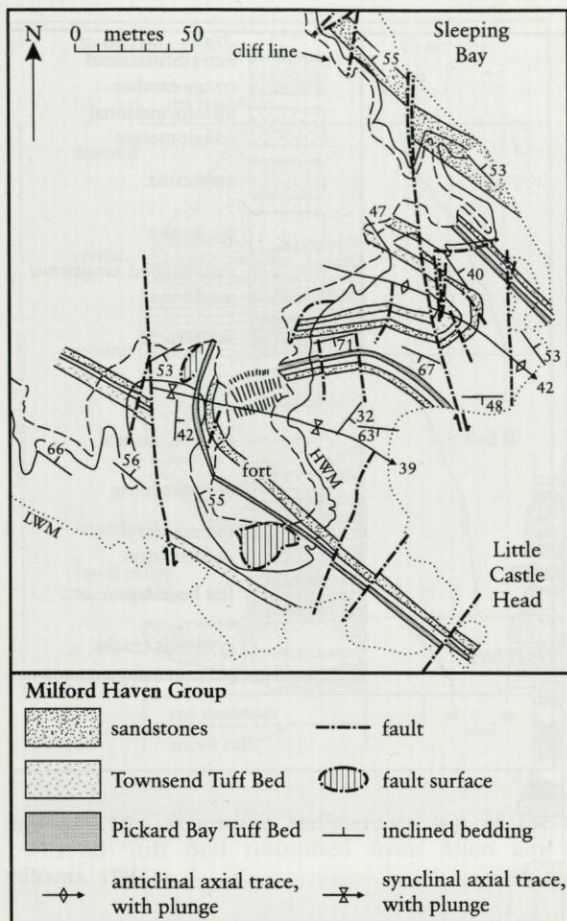 0 metres 50
N
Sleeping
Bay
cliff line
55
53
47
40
53
42
71
67
48
32
63
39
53
42
fort
HWM
66
56
55
LWM
Little
Castle
Head
Milford Haven Group
sandstones
fault
Townsend Tuff Bed
fault surface
Pickard Bay Tuff Bed
inclined bedding
anticlinal axial trace,
with plunge
synclinal axial trace,
with plunge